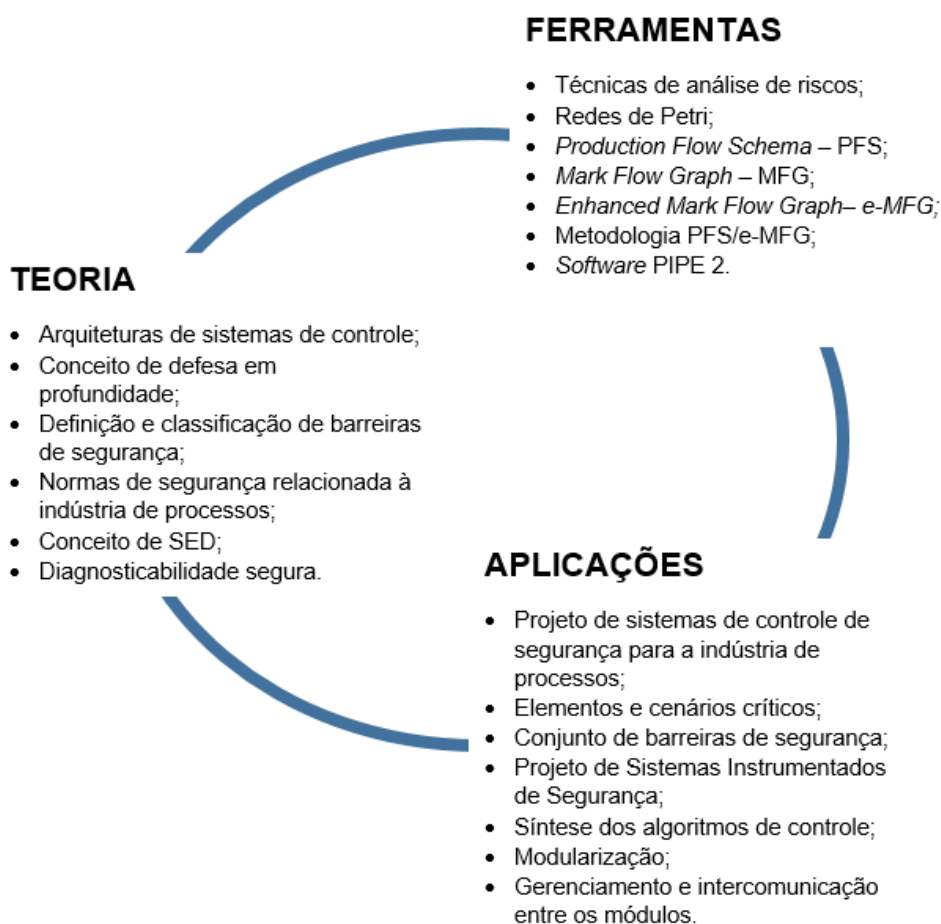 FERRAMENTAS
• Técnicas de análise de riscos;
• Redes de Petri;
• Production Flow Schema – PFS;
• Mark Flow Graph – MFG;
• Enhanced Mark Flow Graph– e-MFG;
• Metodologia PFS/e-MFG;
• Software PIPE 2.
TEORIA
• Arquiteturas de sistemas de controle;
• Conceito de defesa em
profundidade;
• Definição e classificação de barreiras
de segurança;
• Normas de segurança relacionada à
indústria de processos;
• Conceito de SED;
• Diagnosticabilidade segura.
APLICAÇÕES
• Projeto de sistemas de controle de
segurança para a indústria de
processos;
• Elementos e cenários críticos;
• Conjunto de barreiras de segurança;
• Projeto de Sistemas Instrumentados
de Segurança;
• Síntese dos algoritmos de controle;
• Modularização;
• Gerenciamento e intercomunicação
entre os módulos.